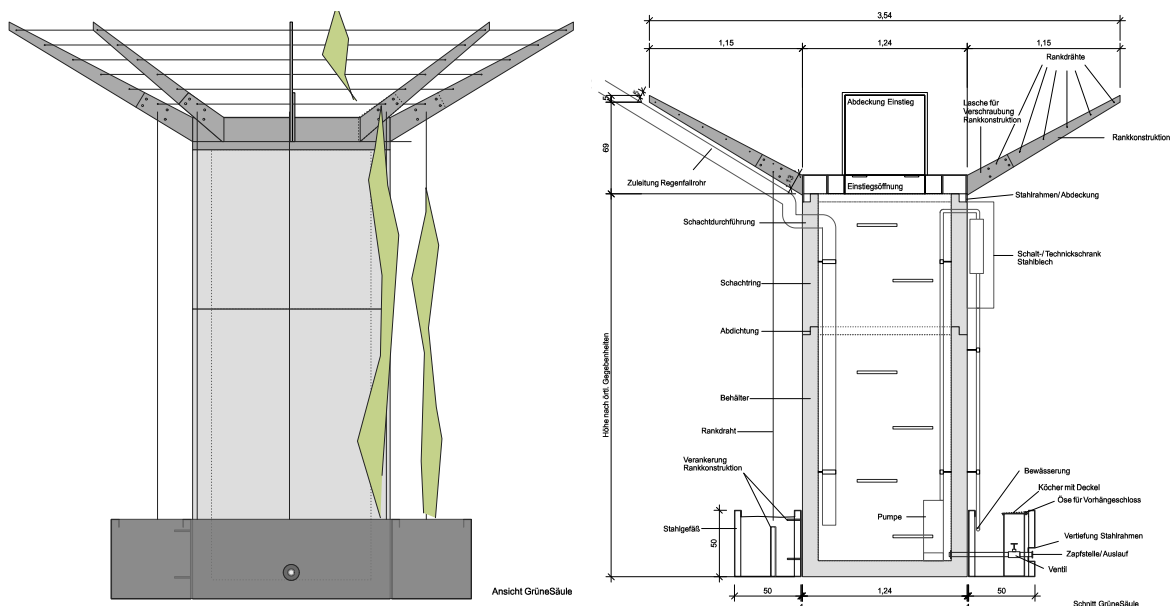 Ansicht GrüneSäule
3,54
1,15
1,24
1,15
Rankdrähte
Abdeckung Einstieg
Lasche für
Verschraubung
Rankkonstruktion
Rankkonstruktion
5
69
13
Zuleitung Regenfallrohr
Einstiegsöffnung
Stahlrahmen/Abdeckung
Schachtdurchführung
Schalt-/Technickschrank
Stahlblech
Schachtring
Abdichtung
Höhe nach örtl. Gegebenheiten
Behälter
Rankdraht
Verankerung
Rankkonstruktion
Bewässerung
Köcher mit Deckel
Öse für Vorhängeschloss
Stahlgefäß
50
Pumpe
Vertiefung Stahlrahmen
Zapfstelle/Auslauf
Ventil
50
1,24
50
Schnitt GrüneSäule